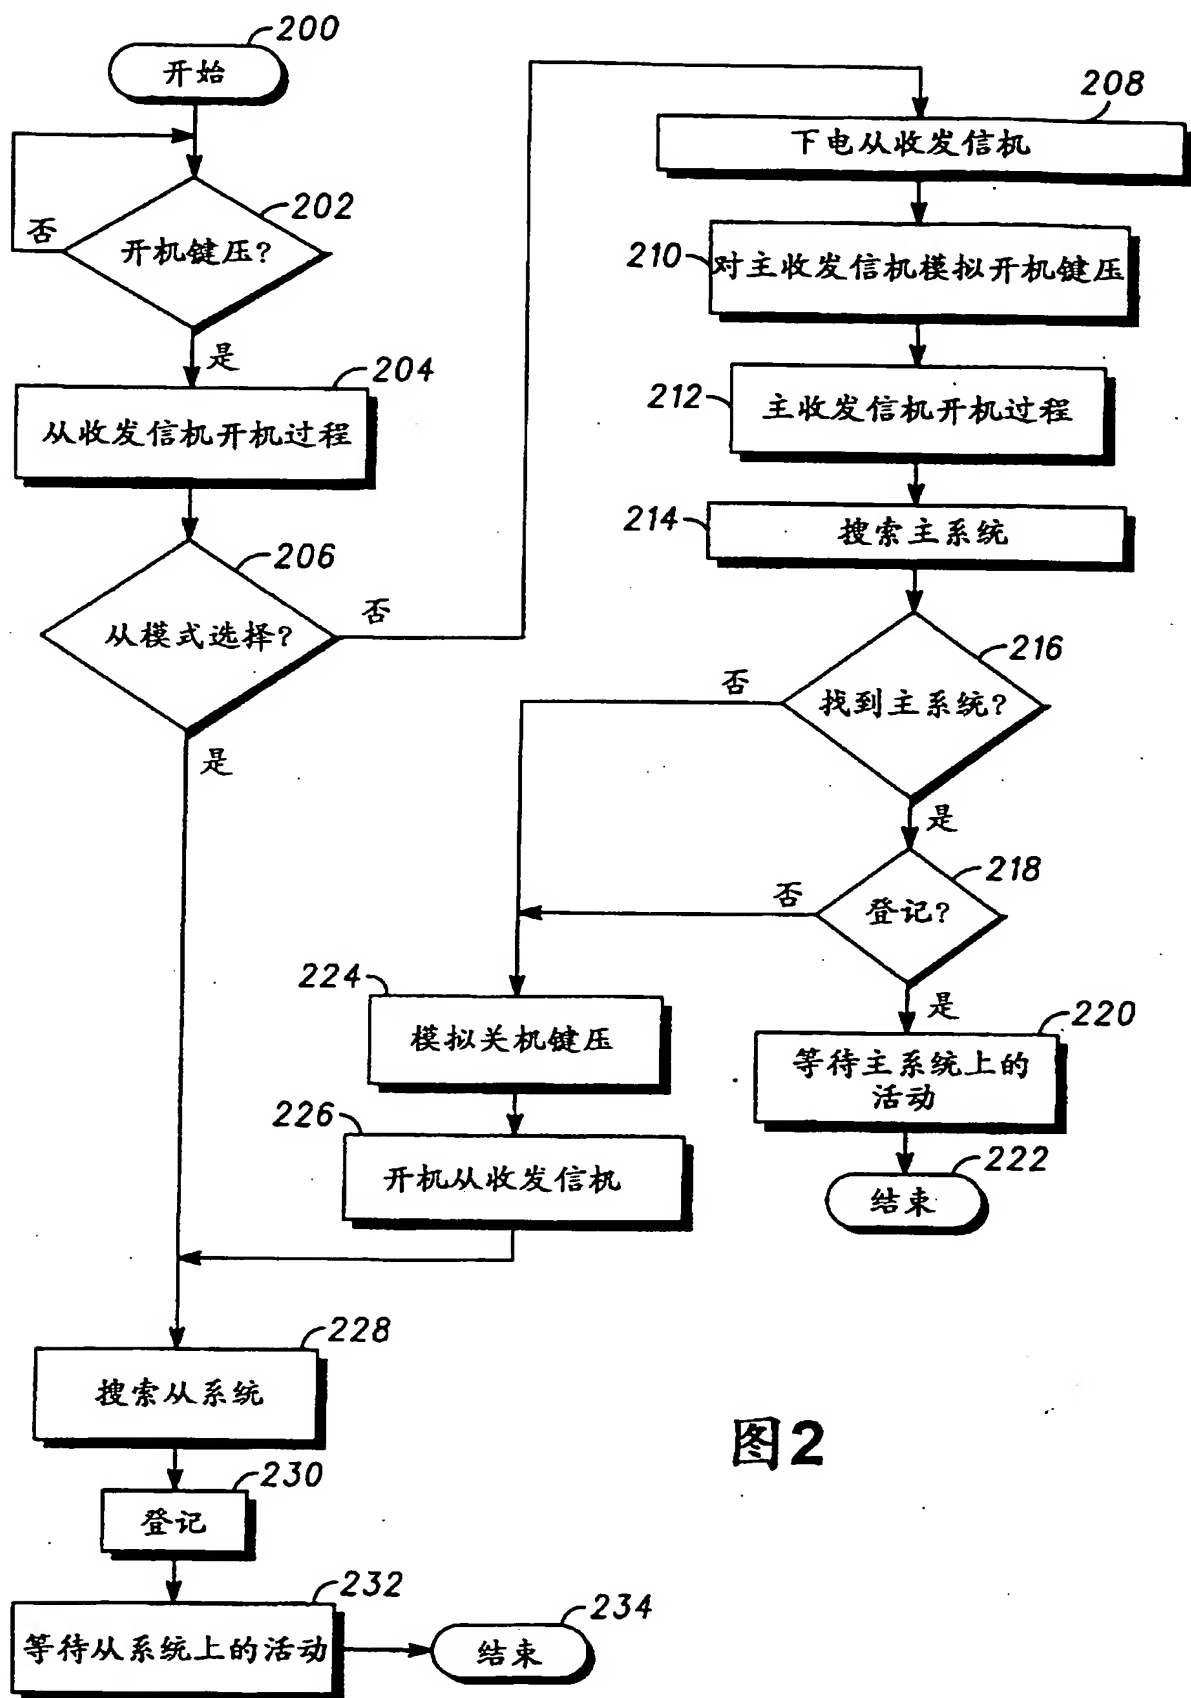 200
开始
202
开机键压?
否
是
204
从收发信机开机过程
206
从模式选择?
否
是
208
下电从收发信机
210
对主收发信机模拟开机键压
212
主收发信机开机过程
214
搜索主系统
216
找到主系统?
否
是
218
登记?
否
是
220
等待主系统上的
活动
222
结束
224
模拟关机键压
226
开机从收发信机
228
搜索从系统
230
登记
232
等待从系统上的活动
234
结束
图2